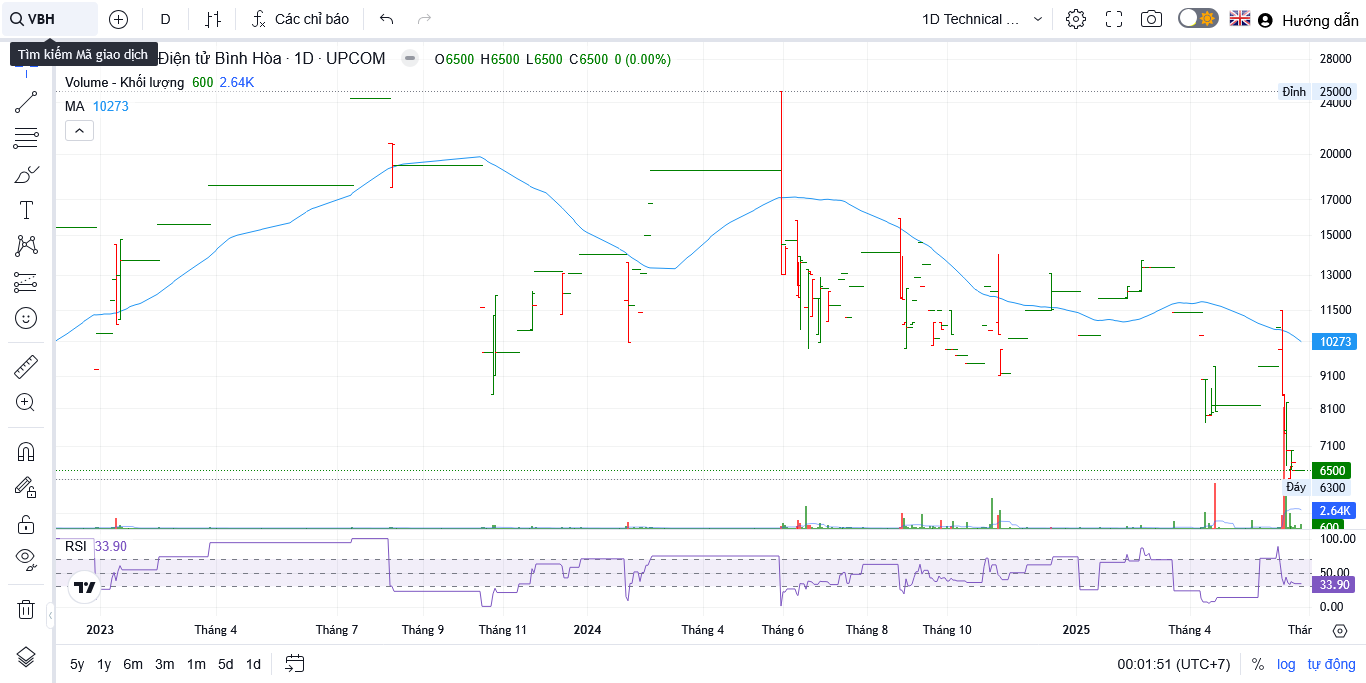 VBH
D
Các chỉ báo
1D Technical ...
Hướng dẫn
Tìm kiếm Mã giao dịch
Điện tử Bình Hòa · 1D · UPCOM
O6500 H6500 L6500 C6500 0 (0.00%)
Volume - Khối lượng 600 2.64K
MA 10273
28000
Đỉnh 25000
24000
20000
17000
15000
13000
11500
10273
9100
8100
7100
6500
Đáy 6300
2.64K
600
RSI 33.90
100.00
50.00
33.90
0.00
2023 Tháng 4 Tháng 7 Tháng 9 Tháng 11 2024 Tháng 4 Tháng 6 Tháng 8 Tháng 10 2025 Tháng 4 Thár
5y 1y 6m 3m 1m 5d 1d
00:01:51 (UTC+7) % log tự động